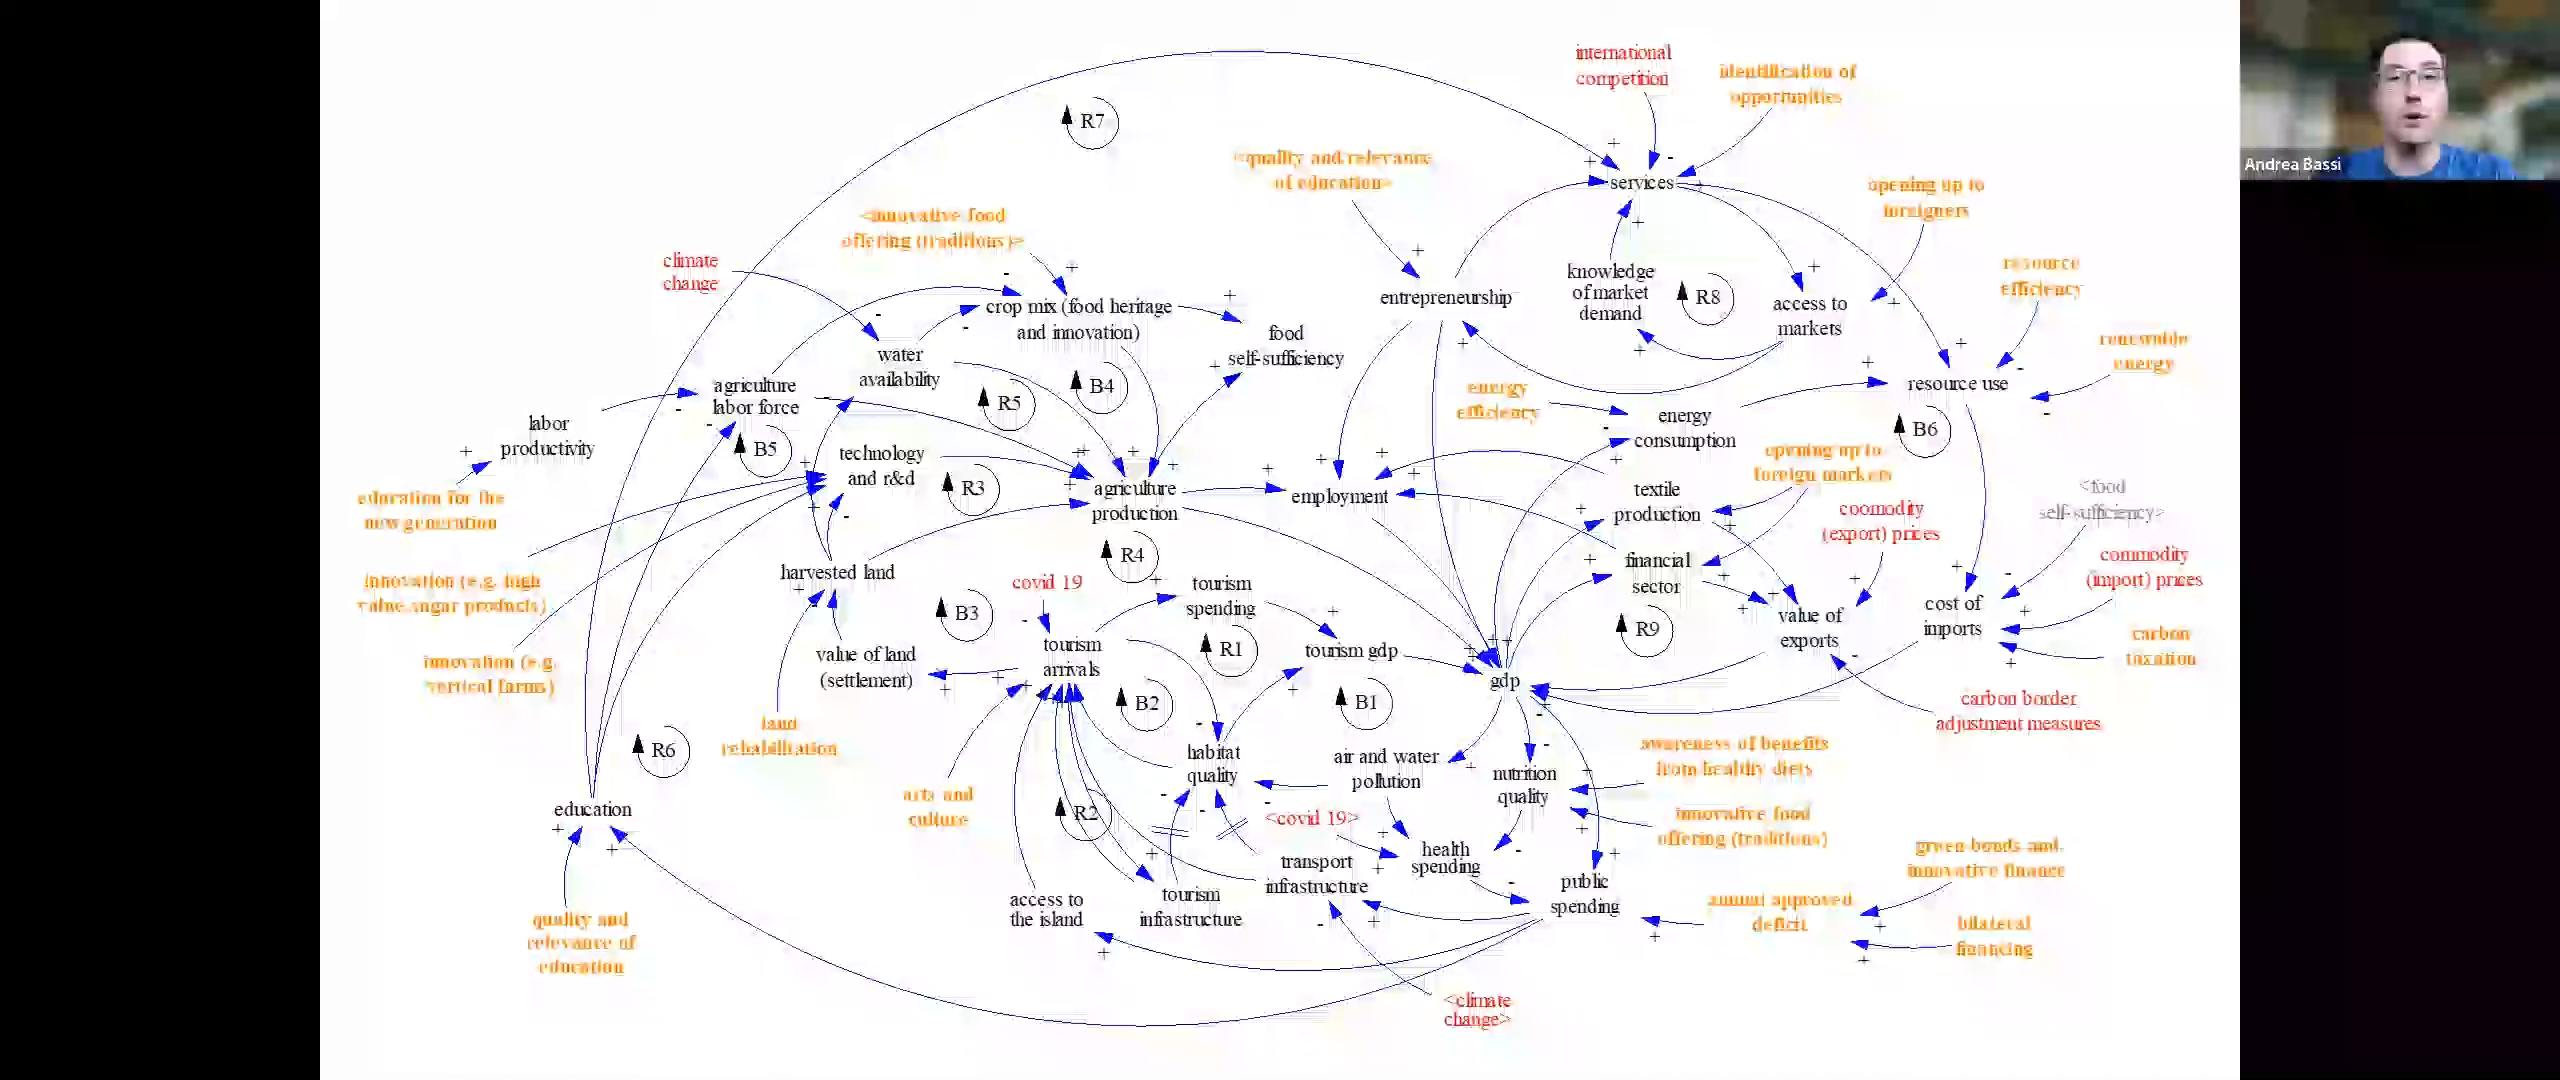 international
competition
identification of
opportunities
Andrea Bassi
R7
<quality and relevance
of education>
services
opening up to
foreigners
<innovative food
offering (traditions)>
climate
change
crop mix (food heritage
and innovation)
food
self-sufficiency
entrepreneurship
knowledge
of market
demand
R8
access to
markets
resource
efficiency
renewable
energy
water
availability
agriculture
labor force
R5
B4
energy
efficiency
energy
consumption
resource use
B6
labor
productivity
B5
technology
and r&d
R3
agriculture
production
employment
textile
production
opening up to
foreign markets
coomodity
(export) prices
<food
self-sufficiency>
education for the
new generation
innovation (e.g. high
value sugar products)
harvested land
R4
covid 19
tourism
spending
financial
sector
commodity
(import) prices
B3
R1
R9
value of
exports
cost of
imports
carbon
taxation
innovation (e.g.
vertical farms)
value of land
(settlement)
tourism
arrivals
tourism gdp
gdp
B2
B1
carbon border
adjustment measures
land
rehabilitation
R6
habitat
quality
air and water
pollution
nutrition
quality
awareness of benefits
from healthy diets
education
arts and
culture
R2
<covid 19>
innovative food
offering (traditions)
transport
infrastructure
health
spending
green bonds and
innovative finance
access to
the island
tourism
infrastructure
public
spending
annual approved
deficit
bilateral
financing
quality and
relevance of
education
<climate
change>